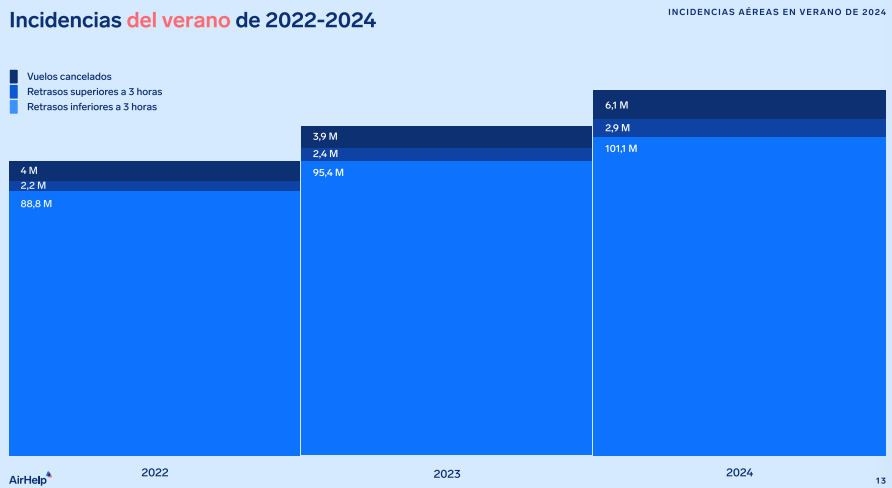 Incidencias del verano de 2022-2024
INCIDENCIAS AÉREAS EN VERANO DE 2024
Vuelos cancelados
Retrasos superiores a 3 horas
Retrasos inferiores a 3 horas
4 M
2,2 M
88,8 M
3,9 M
2,4 M
95,4 M
6,1 M
2,9 M
101,1 M
2022
2023
2024
AirHelp
13